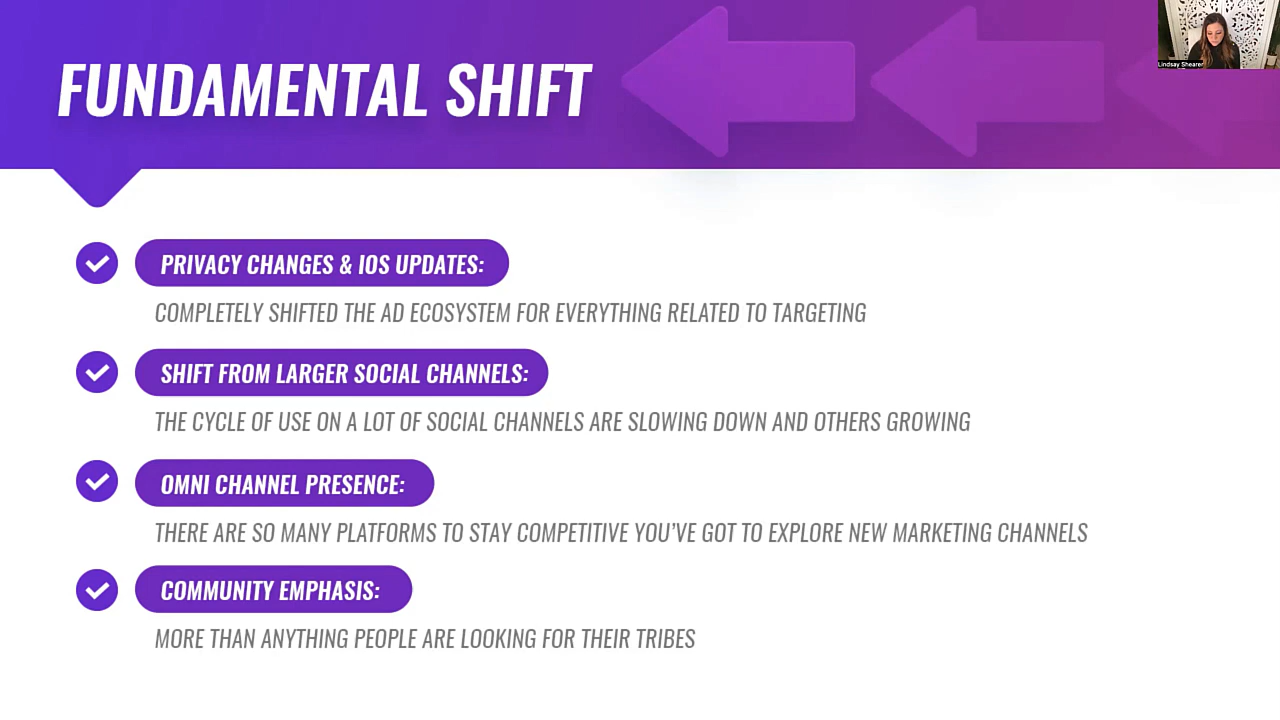 FUNDAMENTAL SHIFT
Lindsay Shearer
PRIVACY CHANGES & IOS UPDATES:
COMPLETELY SHIFTED THE AD ECOSYSTEM FOR EVERYTHING RELATED TO TARGETING
SHIFT FROM LARGER SOCIAL CHANNELS:
THE CYCLE OF USE ON A LOT OF SOCIAL CHANNELS ARE SLOWING DOWN AND OTHERS GROWING
OMNI CHANNEL PRESENCE:
THERE ARE SO MANY PLATFORMS TO STAY COMPETITIVE YOU’VE GOT TO EXPLORE NEW MARKETING CHANNELS
COMMUNITY EMPHASIS:
MORE THAN ANYTHING PEOPLE ARE LOOKING FOR THEIR TRIBES